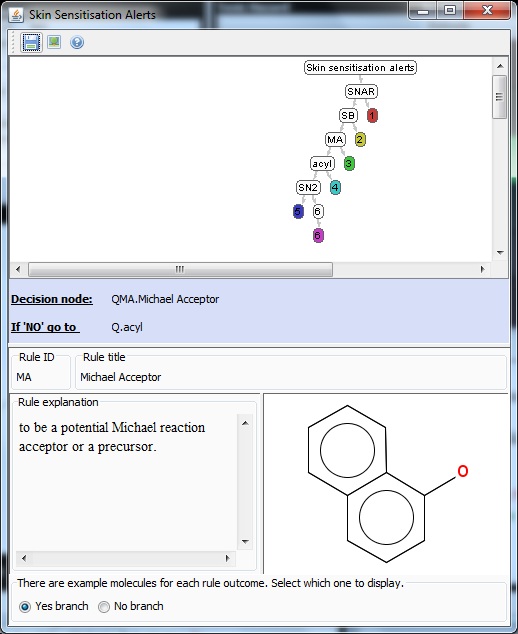 Skin Sensitisation Alerts
Skin sensitisation alerts
SNAR
SB
1
MA
2
acyl
3
SN2
4
5
6
6
Decision node:
QMA.Michael Acceptor
If 'NO' go to
Q.acyl
Rule ID
Rule title
MA
Michael Acceptor
Rule explanation
to be a potential Michael reaction
acceptor or a precursor.
O
There are example molecules for each rule outcome. Select which one to display.
Yes branch
No branch